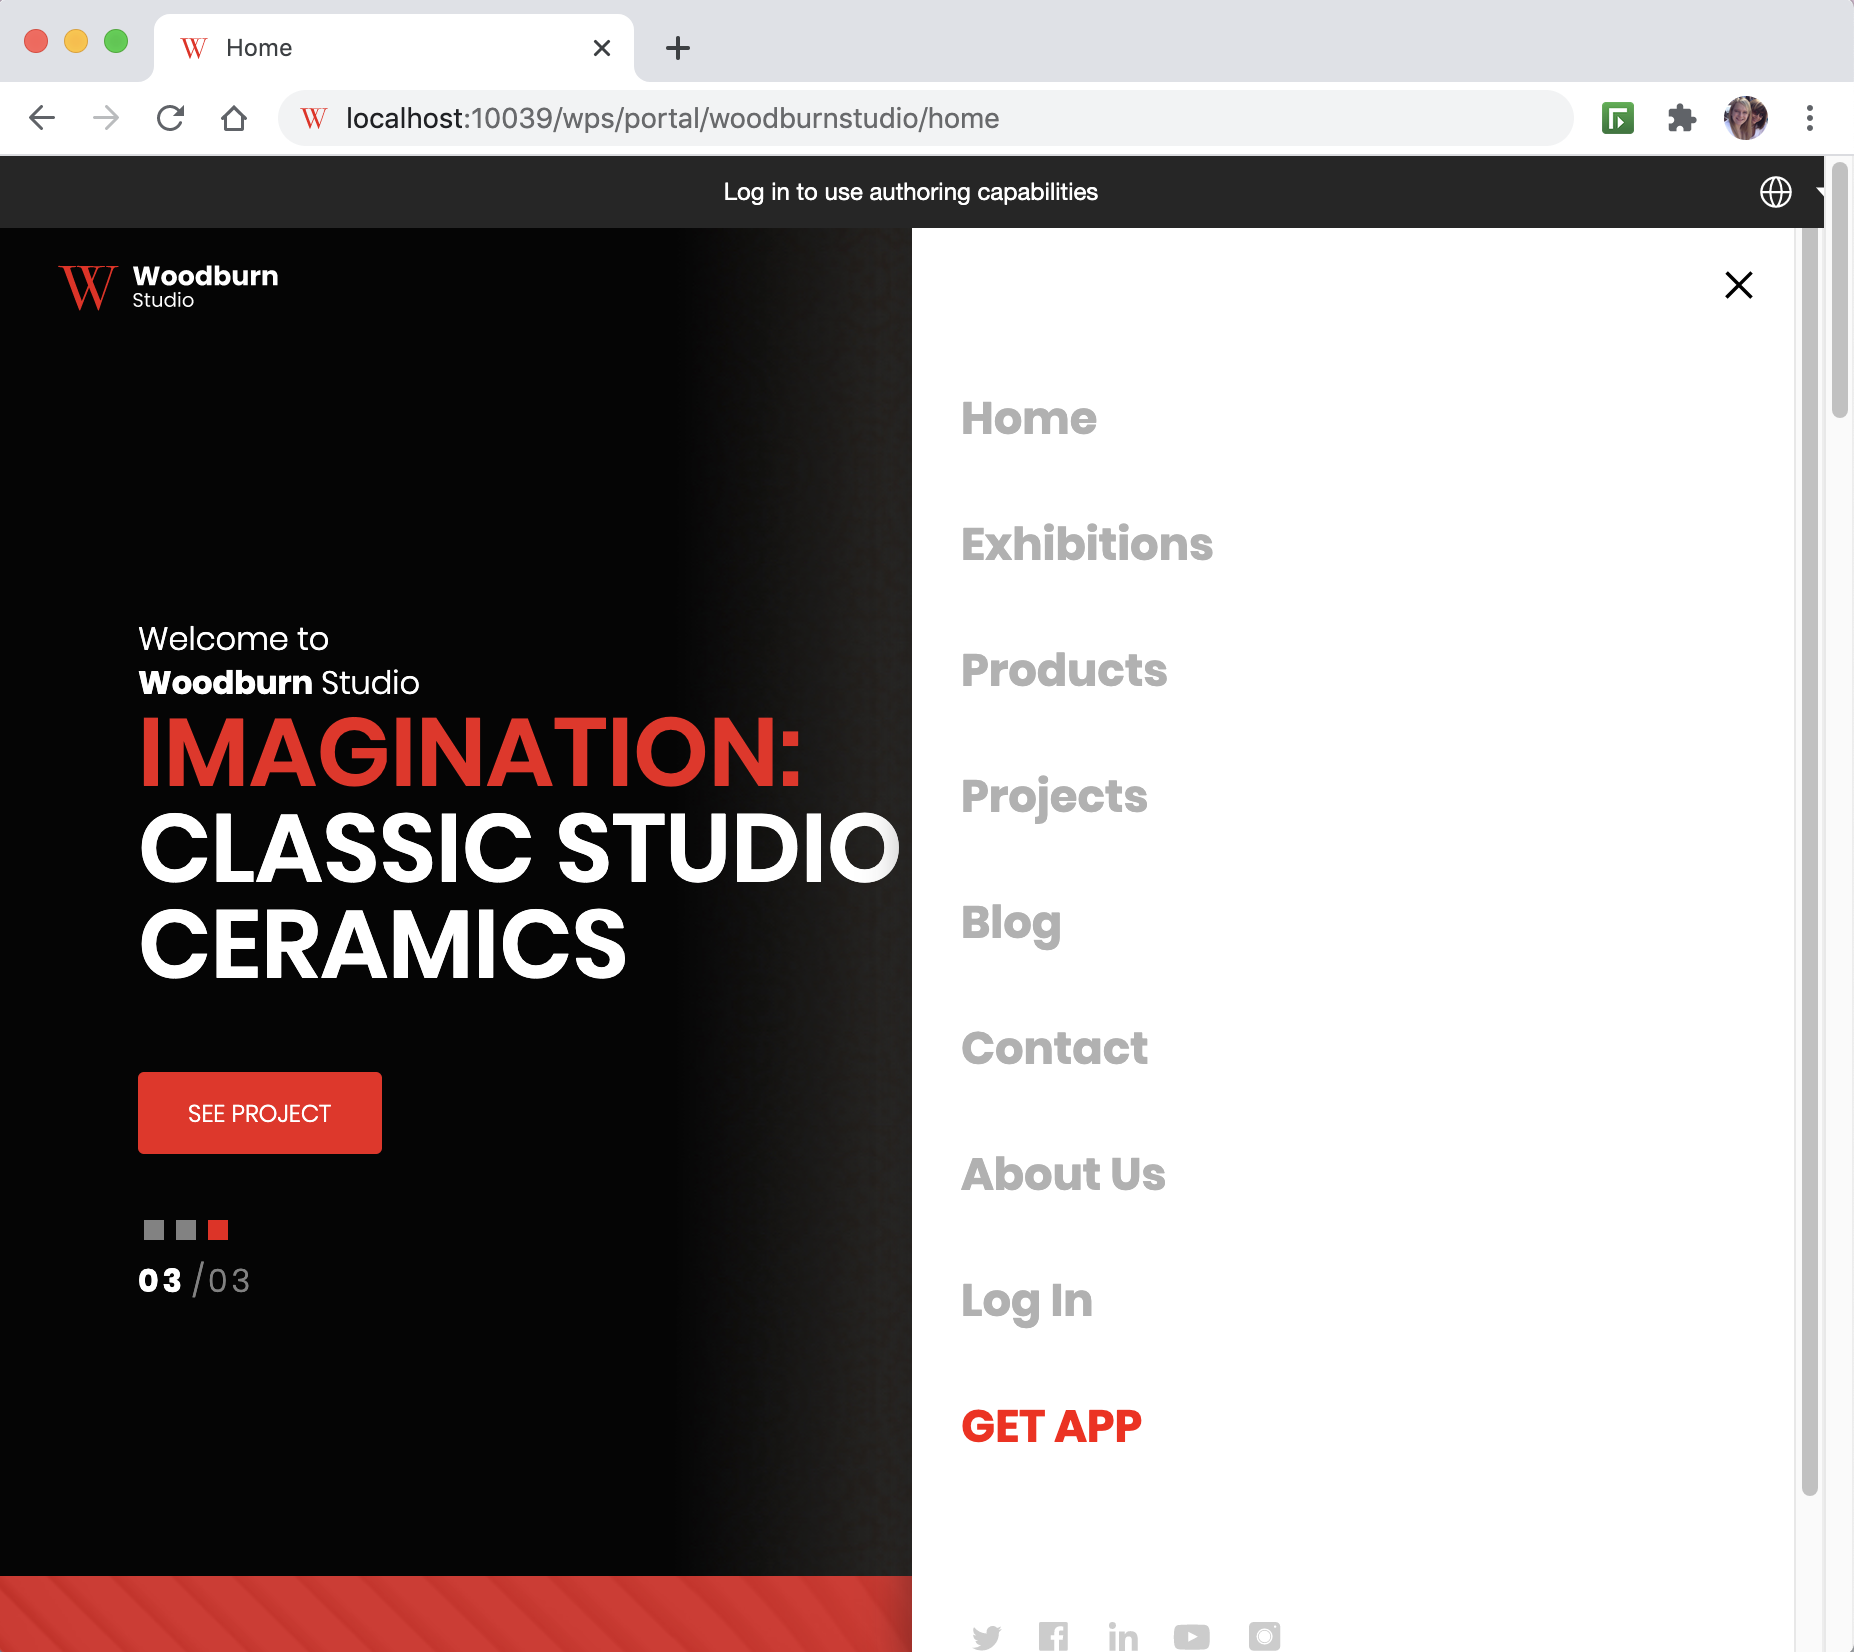 Home
localhost:10039/wps/portal/woodburnstudio/home
Log in to use authoring capabilities
W Woodburn
Studio
Home
Exhibitions
Products
Projects
Blog
Contact
About Us
Log In
GET APP
Welcome to
Woodburn Studio
IMAGINATION:
CLASSIC STUDIO
CERAMICS
SEE PROJECT
03 /03